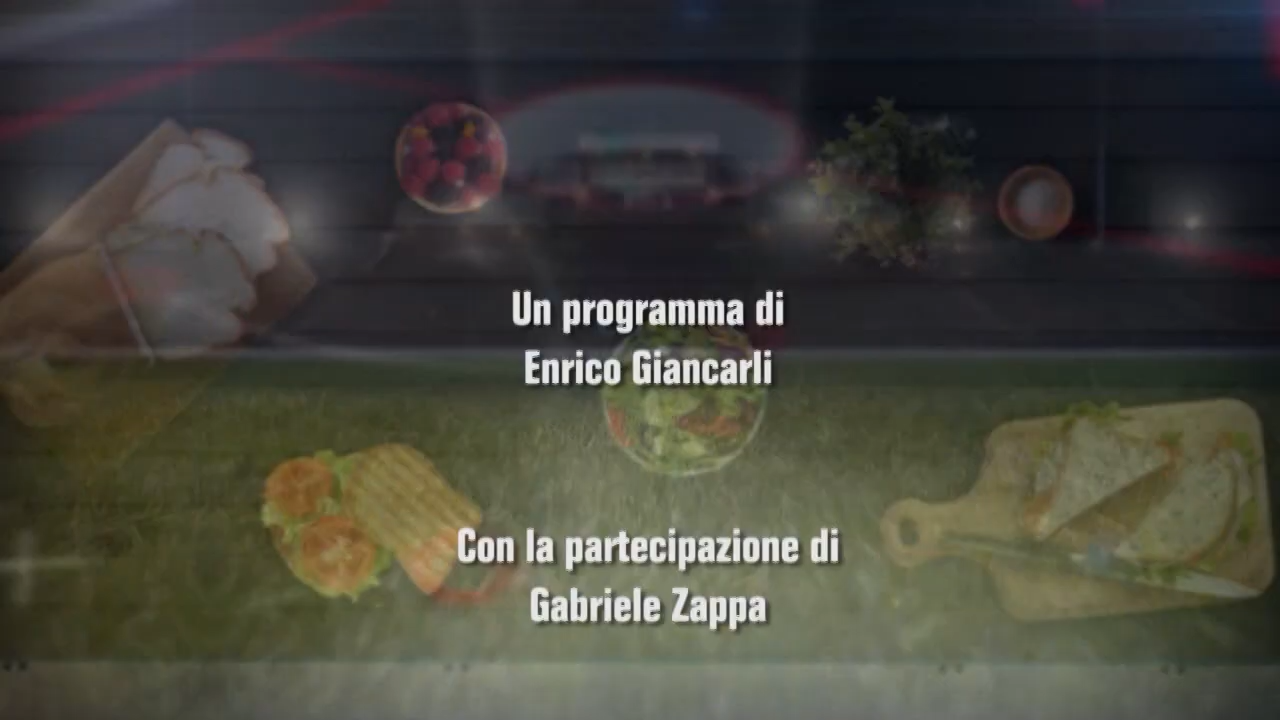 Un programma di
Enrico Giancarli
Con la partecipazione di
Gabriele Zappa